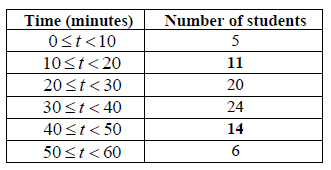 Time (minutes) Number of students
0 ≤ t < 10 5
10 ≤ t < 20 11
20 ≤ t < 30 20
30 ≤ t < 40 24
40 ≤ t < 50 14
50 ≤ t < 60 6